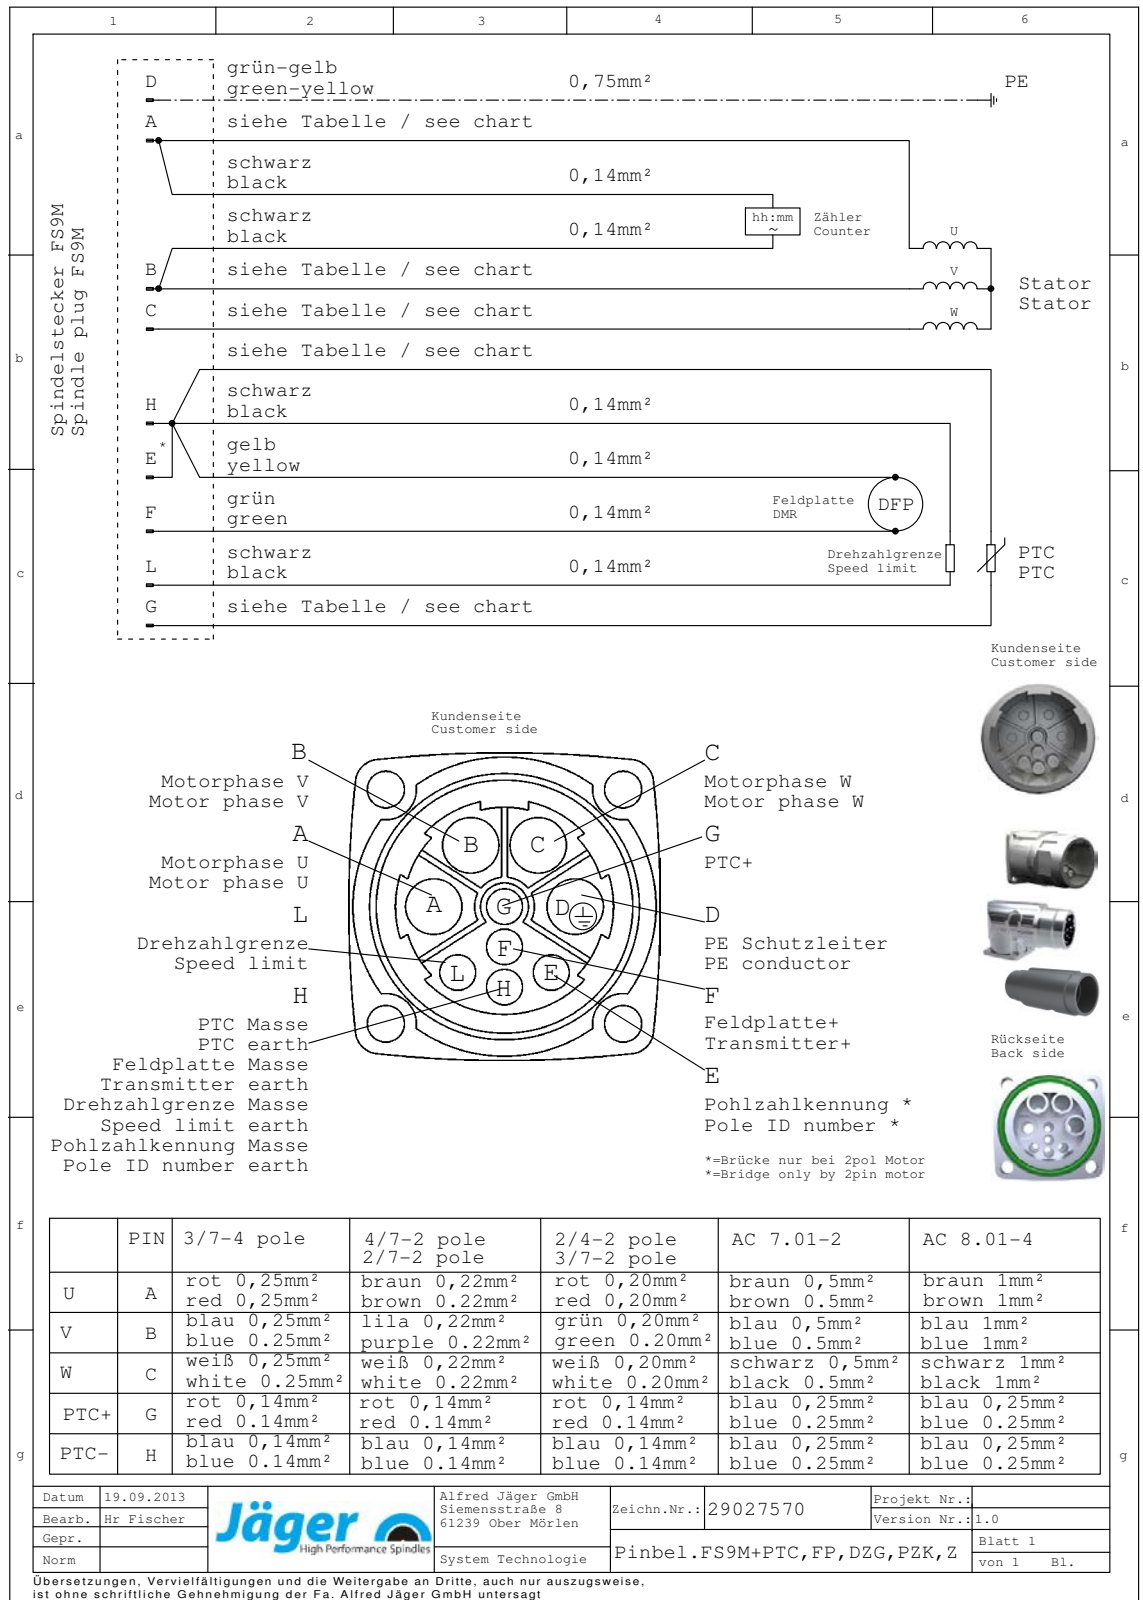 1 2 3 4 5 6
a a
b b
c c
d d
e e
f f
g g
Spindelstecker FS9M
Spindle plug FS9M
D
grün-gelb
green-yellow
0,75mm²
PE
A
siehe Tabelle / see chart
schwarz
black
0,14mm²
schwarz
black
0,14mm²
hh:mm
~
Zähler
Counter
U
B
siehe Tabelle / see chart
V
C
siehe Tabelle / see chart
W
Stator
Stator
siehe Tabelle / see chart
H
schwarz
black
0,14mm²
E*
gelb
yellow
0,14mm²
F
grün
green
0,14mm²
Feldplatte
DMR
DFP
L
schwarz
black
0,14mm²
Drehzahlgrenze
Speed limit
PTC
PTC
G
siehe Tabelle / see chart
Kundenseite
Customer side
Kundenseite
Customer side
B
Motorphase V
Motor phase V
A
Motorphase U
Motor phase U
L
Drehzahlgrenze
Speed limit
H
PTC Masse
PTC earth
Feldplatte Masse
Transmitter earth
Drehzahlgrenze Masse
Speed limit earth
Pohlzahlkennung Masse
Pole ID number earth
B C
A G D
F
L H E
C
Motorphase W
Motor phase W
G
PTC+
D
PE Schutzleiter
PE conductor
F
Feldplatte+
Transmitter+
E
Pohlzahlkennung *
Pole ID number *
*=Brücke nur bei 2pol Motor
*=Bridge only by 2pin motor
Rückseite
Back side
PIN 3/7-4 pole 4/7-2 pole 2/4-2 pole AC 7.01-2 AC 8.01-4
2/7-2 pole 3/7-2 pole
U A rot 0,25mm² braun 0,22mm² rot 0,20mm² braun 0,5mm² braun 1mm²
red 0,25mm² brown 0.22mm² red 0,20mm² brown 0.5mm² brown 1mm²
V B blau 0,25mm² lila 0,22mm² grün 0,20mm² blau 0,5mm² blau 1mm²
blue 0.25mm² purple 0.22mm² green 0.20mm² blue 0.5mm² blue 1mm²
W C weiß 0,25mm² weiß 0,22mm² weiß 0,20mm² schwarz 0,5mm² schwarz 1mm²
white 0.25mm² white 0.22mm² white 0.20mm² black 0.5mm² black 1mm²
PTC+ G rot 0,14mm² rot 0,14mm² rot 0,14mm² blau 0,25mm² blau 0,25mm²
red 0.14mm² red 0.14mm² red 0.14mm² blue 0.25mm² blue 0.25mm²
PTC- H blau 0,14mm² blau 0,14mm² blau 0,14mm² blau 0,25mm² blau 0,25mm²
blue 0.14mm² blue 0.14mm² blue 0.14mm² blue 0.25mm² blue 0.25mm²
Datum 19.09.2013
Bearb. Hr Fischer
Gepr.
Norm
Jäger
High Performance Spindles
Alfred Jäger GmbH
Siemensstraße 8
61239 Ober Mörlen
System Technologie
Zeichn.Nr.: 29027570
Projekt Nr.:
Version Nr.: 1.0
Pinbel.FS9M+PTC,FP,DZG,PZK,Z
Blatt 1
von 1 Bl.
Übersetzungen, Vervielfältigungen und die Weitergabe an Dritte, auch nur auszugsweise,
ist ohne schriftliche Gehnehmigung der Fa. Alfred Jäger GmbH untersagt